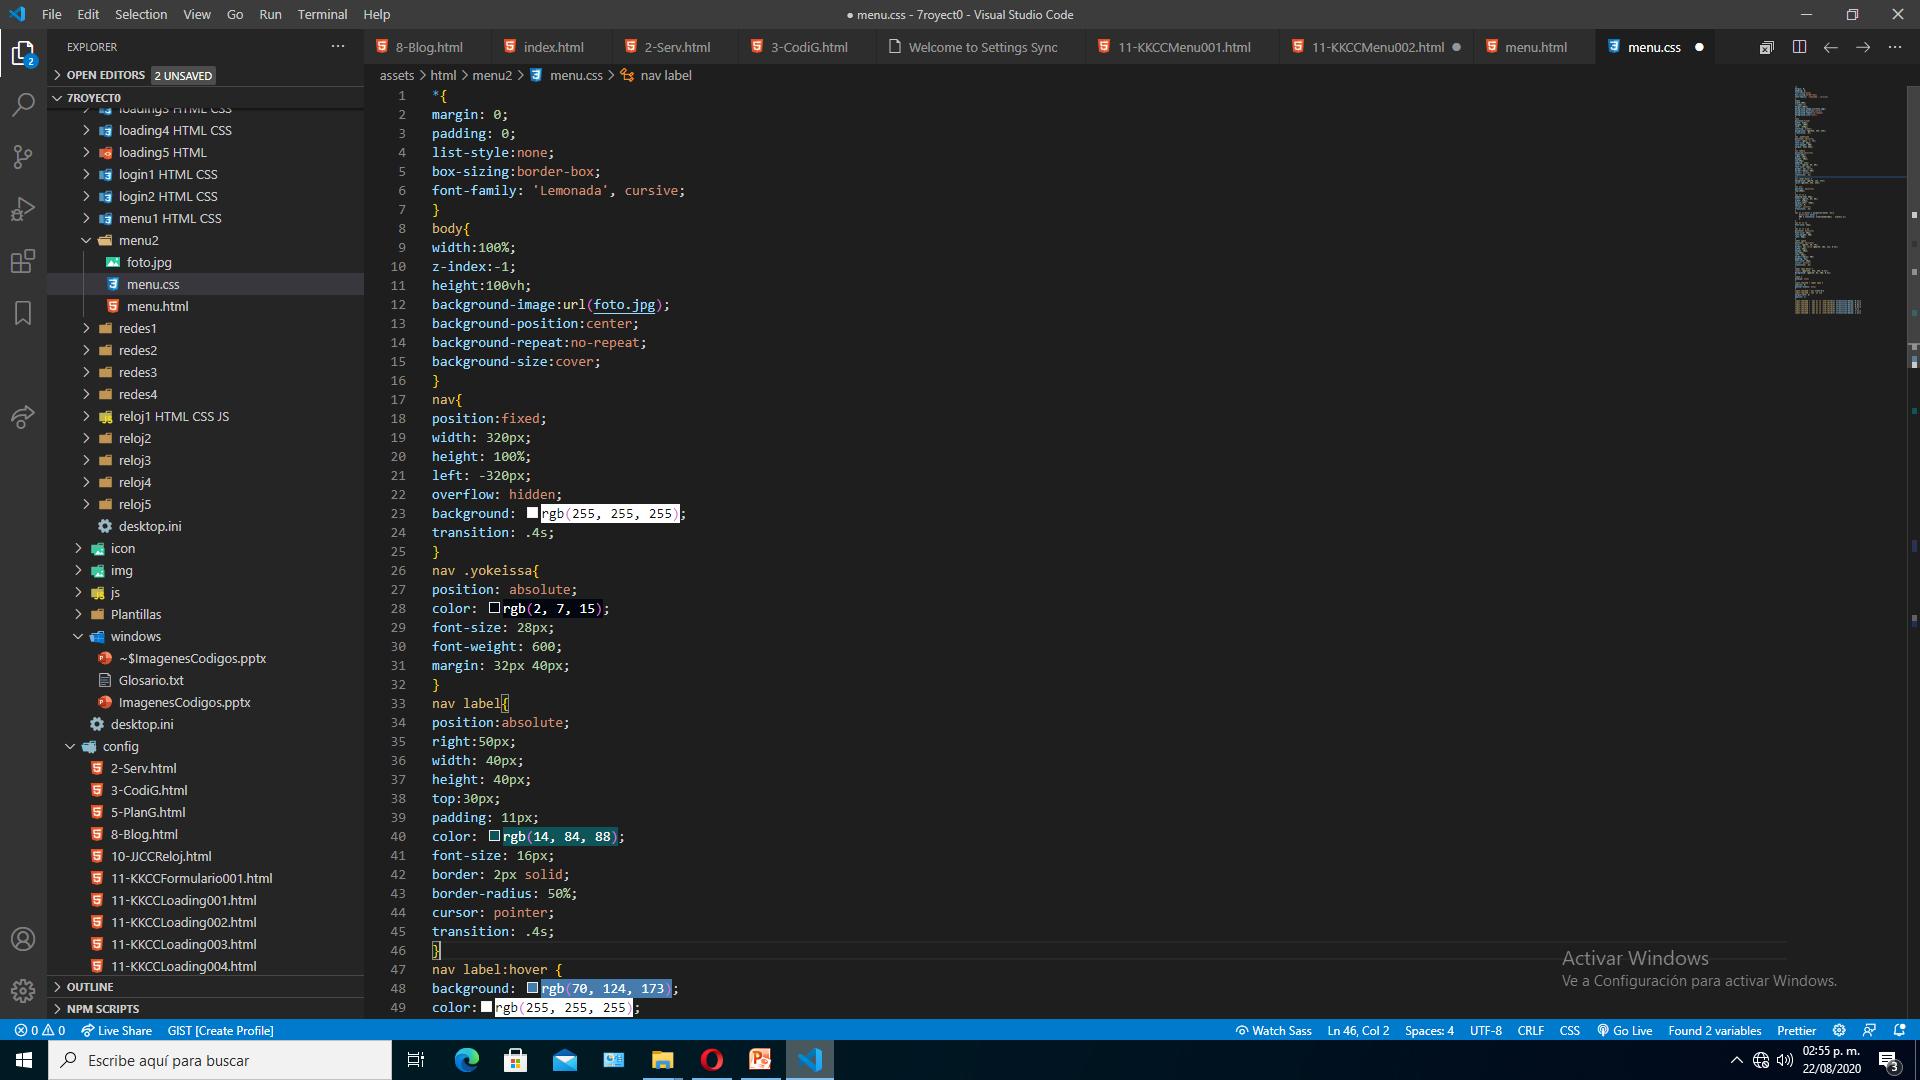 File Edit Selection View Go Run Terminal Help
● menu.css - 7royect0 - Visual Studio Code
EXPLORER
8-Blog.html index.html 2-Serv.html 3-CodiG.html Welcome to Settings Sync 11-KKCCMenu001.html 11-KKCCMenu002.html menu.html menu.css
OPEN EDITORS 2 UNSAVED
assets > html > menu2 > menu.css > nav label
7ROYECT0
loading3 HTML CSS
loading4 HTML CSS
loading5 HTML
login1 HTML CSS
login2 HTML CSS
menu1 HTML CSS
menu2
foto.jpg
menu.css
menu.html
redes1
redes2
redes3
redes4
reloj1 HTML CSS JS
reloj2
reloj3
reloj4
reloj5
desktop.ini
icon
img
js
Plantillas
windows
~$ImagenesCodigos.pptx
Glosario.txt
ImagenesCodigos.pptx
desktop.ini
config
2-Serv.html
3-CodiG.html
5-PlanG.html
8-Blog.html
10-JJCCReloj.html
11-KKCCFormulario001.html
11-KKCCLoading001.html
11-KKCCLoading002.html
11-KKCCLoading003.html
11-KKCCLoading004.html
OUTLINE
NPM SCRIPTS
2
1 *{
2 margin: 0;
3 padding: 0;
4 list-style:none;
5 box-sizing:border-box;
6 font-family: 'Lemonada', cursive;
7 }
8 body{
9 width:100%;
10 z-index:-1;
11 height:100vh;
12 background-image:url(foto.jpg);
13 background-position:center;
14 background-repeat:no-repeat;
15 background-size:cover;
16 }
17 nav{
18 position:fixed;
19 width: 320px;
20 height: 100%;
21 left: -320px;
22 overflow: hidden;
23 background: rgb(255, 255, 255);
24 transition: .4s;
25 }
26 nav .yokeissa{
27 position: absolute;
28 color: rgb(2, 7, 15);
29 font-size: 28px;
30 font-weight: 600;
31 margin: 32px 40px;
32 }
33 nav label{
34 position:absolute;
35 right:50px;
36 width: 40px;
37 height: 40px;
38 top:30px;
39 padding: 11px;
40 color: rgb(14, 84, 88);
41 font-size: 16px;
42 border: 2px solid;
43 border-radius: 50%;
44 cursor: pointer;
45 transition: .4s;
46 }
47 nav label:hover {
48 background: rgb(70, 124, 173);
49 color: rgb(255, 255, 255);
Activar Windows
Ve a Configuración para activar Windows.
0 0 Live Share GIST [Create Profile] Watch Sass Ln 46, Col 2 Spaces: 4 UTF-8 CRLF CSS Go Live Found 2 variables Prettier
Escribe aquí para buscar
02:55 p. m.
22/08/2020
3